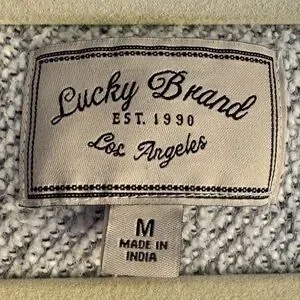 Lucky Brand
EST. 1990
Los Angeles
M
MADE IN
INDIA